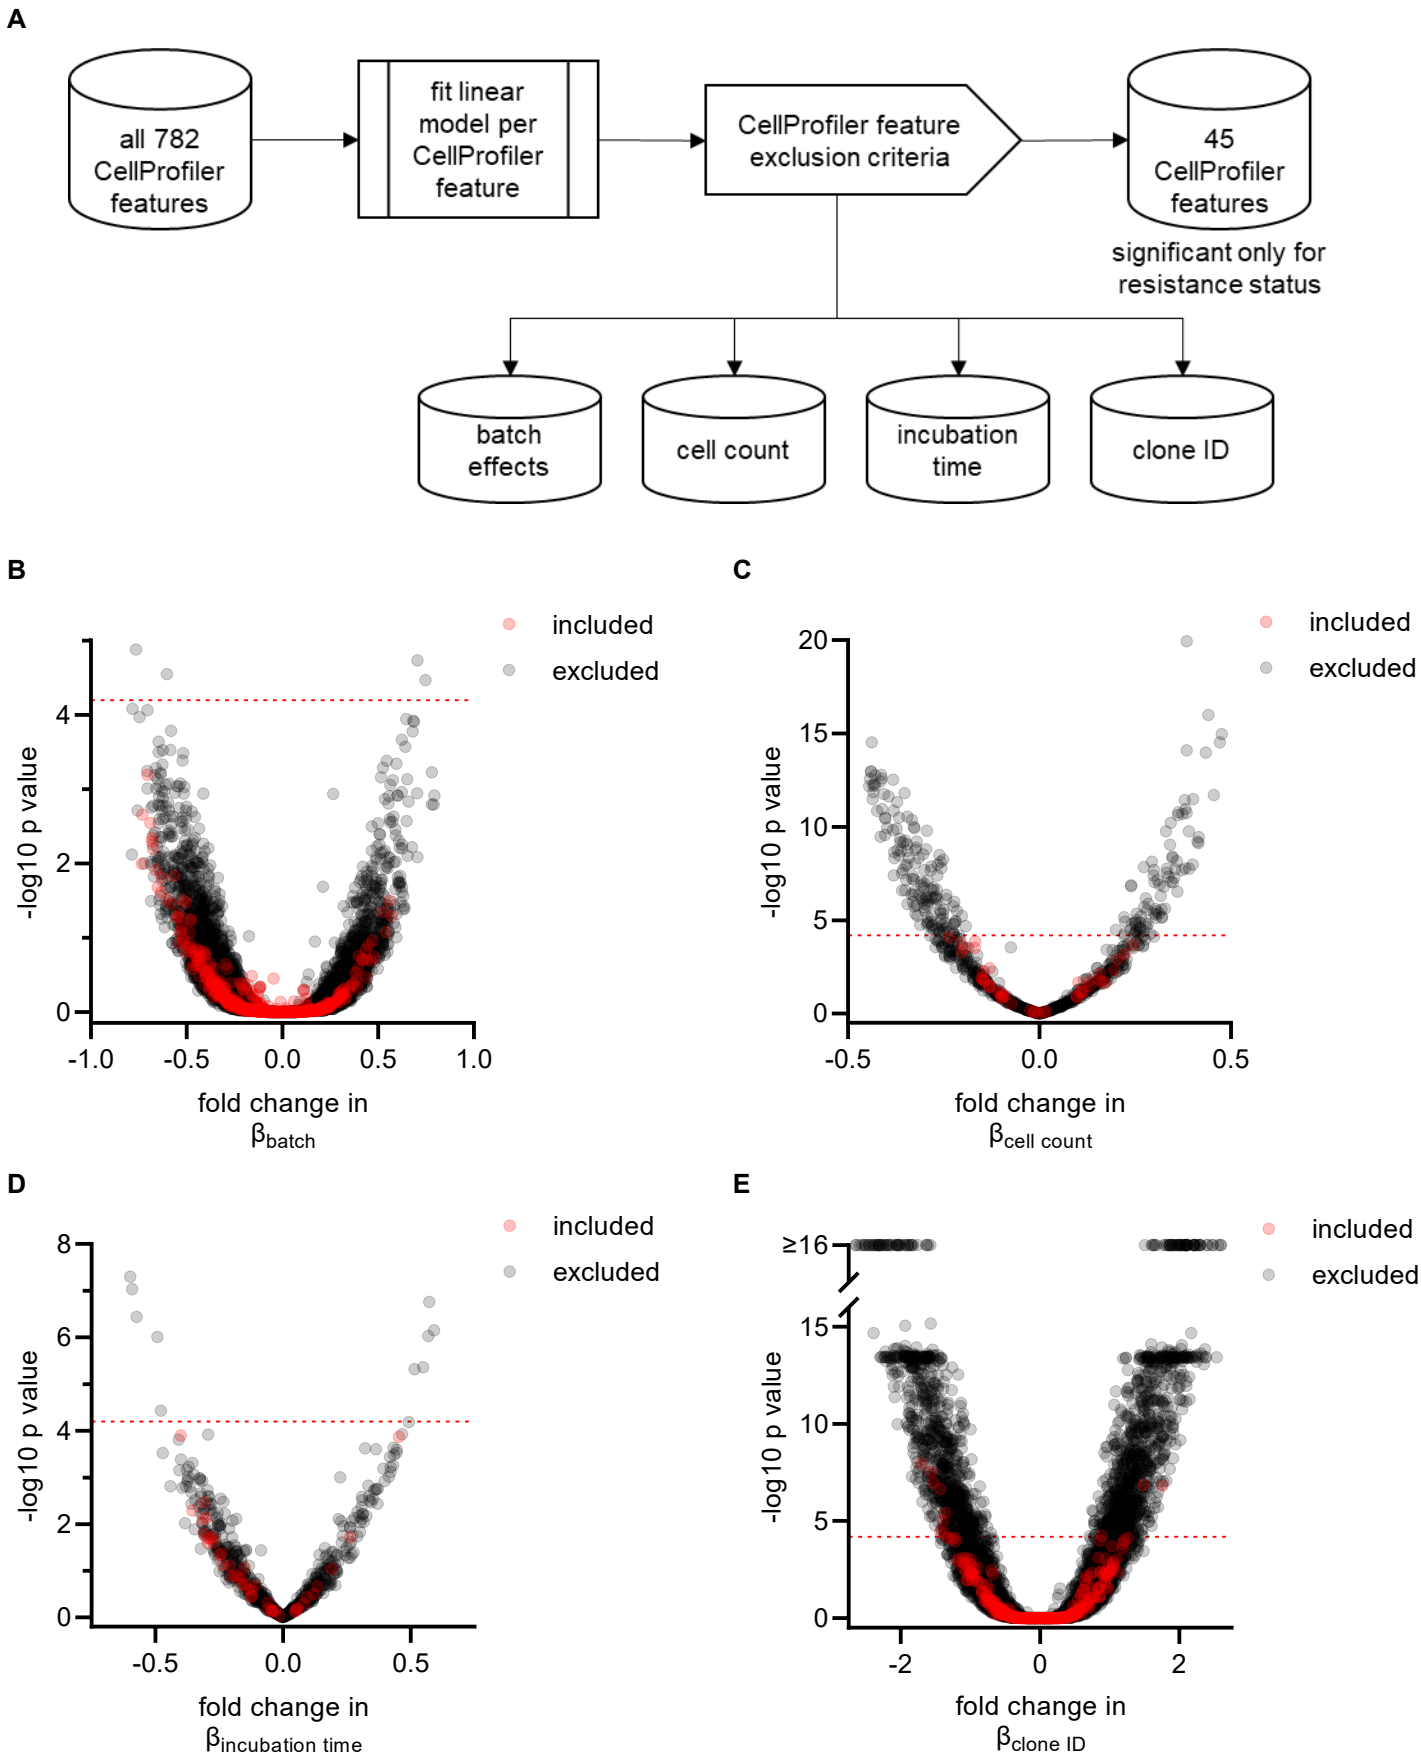 A
all 782
CellProfiler
features
fit linear
model per
CellProfiler
feature
CellProfiler feature
exclusion criteria
45
CellProfiler
features
significant only for
resistance status
batch
effects
cell count
incubation
time
clone ID
B
included
excluded
-log10 p value
4
2
0
-1.0 -0.5 0.0 0.5 1.0
fold change in
βbatch
C
included
excluded
-log10 p value
20
15
10
5
0
-0.5 0.0 0.5
fold change in
βcell count
D
included
excluded
-log10 p value
8
6
4
2
0
-0.5 0.0 0.5
fold change in
βincubation time
E
included
excluded
-log10 p value
≥16
15
10
5
0
-2 0 2
fold change in
βclone ID